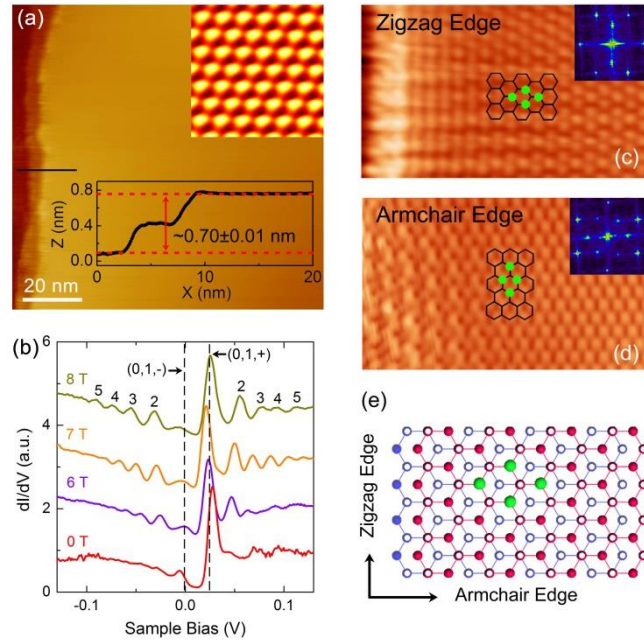 (a)
Z (nm)
0.8
0.4
0.0
~0.70±0.01 nm
0
5
10
15
20
X (nm)
20 nm
(b)
6
4
2
0
dI/dV (a.u.)
(0,1,-)
(0,1,+)
8 T
5 4 3 2
2 3 4 5
7 T
6 T
0 T
-0.1
0.0
0.1
Sample Bias (V)
Zigzag Edge
(c)
Armchair Edge
(d)
(e)
Zigzag Edge
Armchair Edge